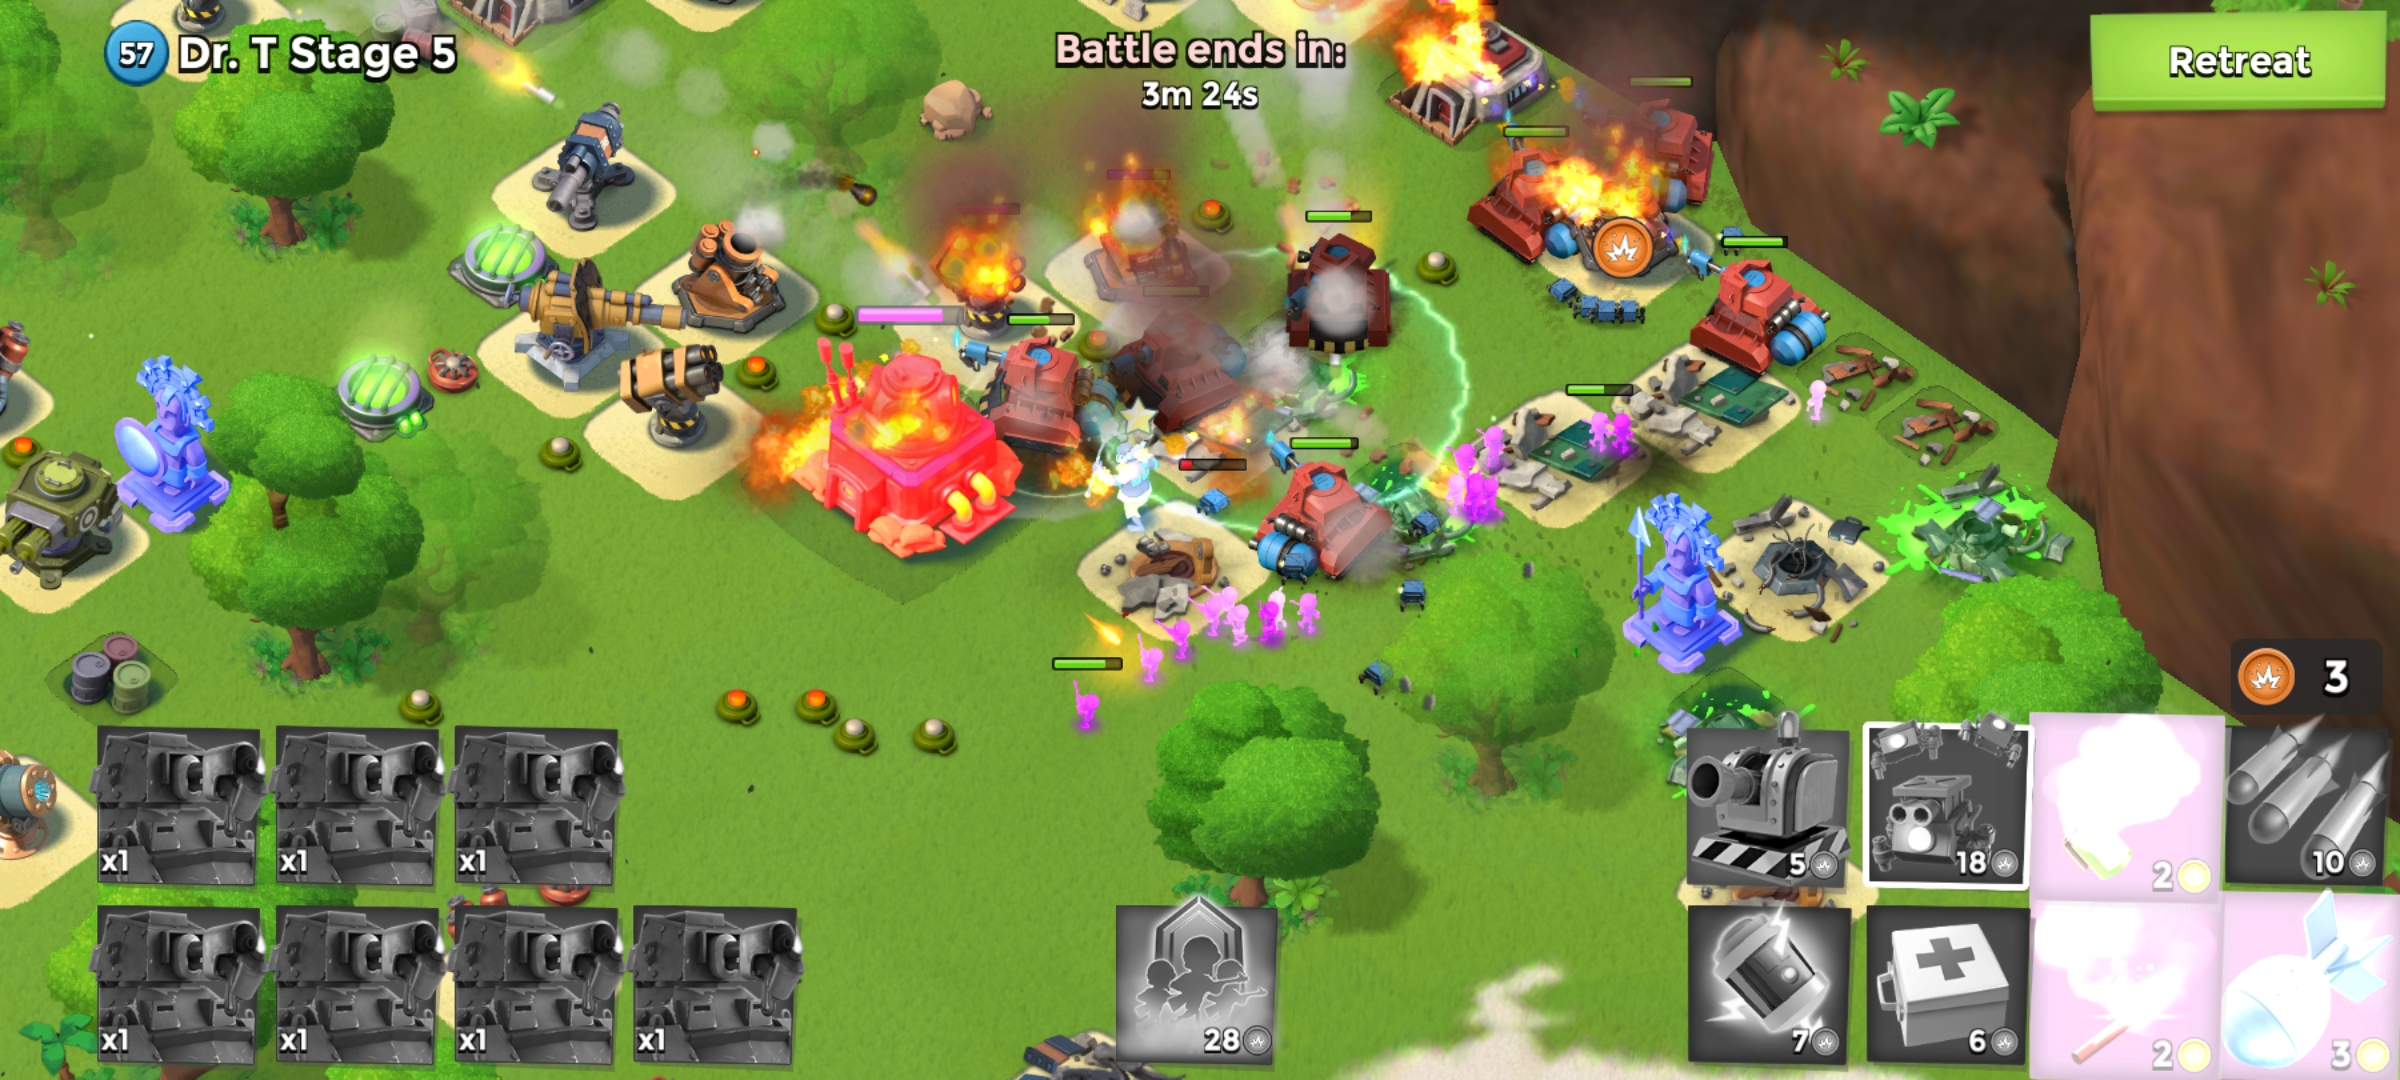 57 Dr. T Stage 5
Battle ends in:
3m 24s
Retreat
3
x1 x1 x1
5 18 2 10
x1 x1 x1 x1
28
7 6 2 3